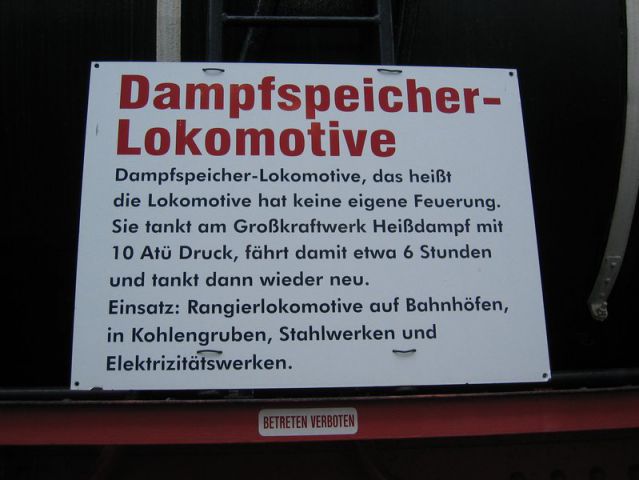 Dampfspeicher-
Lokomotive
Dampfspeicher-Lokomotive, das heißt
die Lokomotive hat keine eigene Feuerung.
Sie tankt am Großkraftwerk Heißdampf mit
10 Atü Druck, fährt damit etwa 6 Stunden
und tankt dann wieder neu.
Einsatz: Rangierlokomotive auf Bahnhöfen,
in Kohlengruben, Stahlwerken und
Elektrizitätswerken.
BETRETEN VERBOTEN